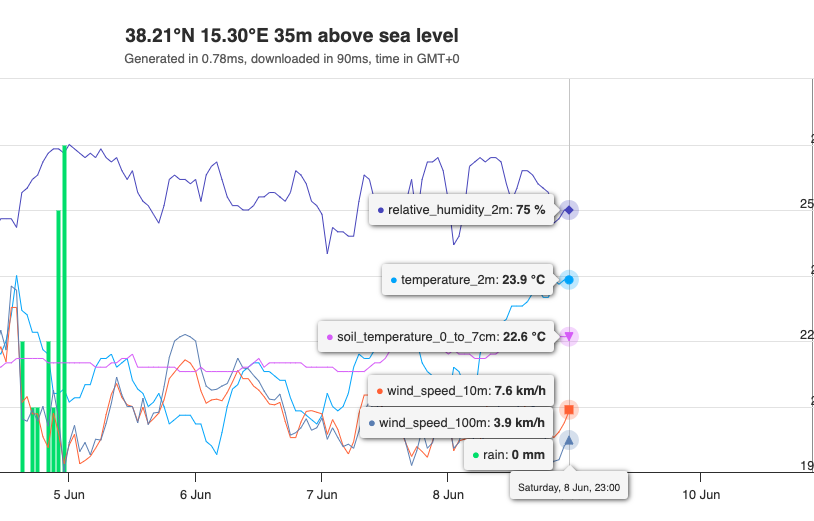 38.21°N 15.30°E 35m above sea level
Generated in 0.78ms, downloaded in 90ms, time in GMT+0
25
relative_humidity_2m: 75 %
temperature_2m: 23.9 °C
soil_temperature_0_to_7cm: 22.6 °C
22
wind_speed_10m: 7.6 km/h
wind_speed_100m: 3.9 km/h
rain: 0 mm
19
Saturday, 8 Jun, 23:00
5 Jun
6 Jun
7 Jun
8 Jun
10 Jun